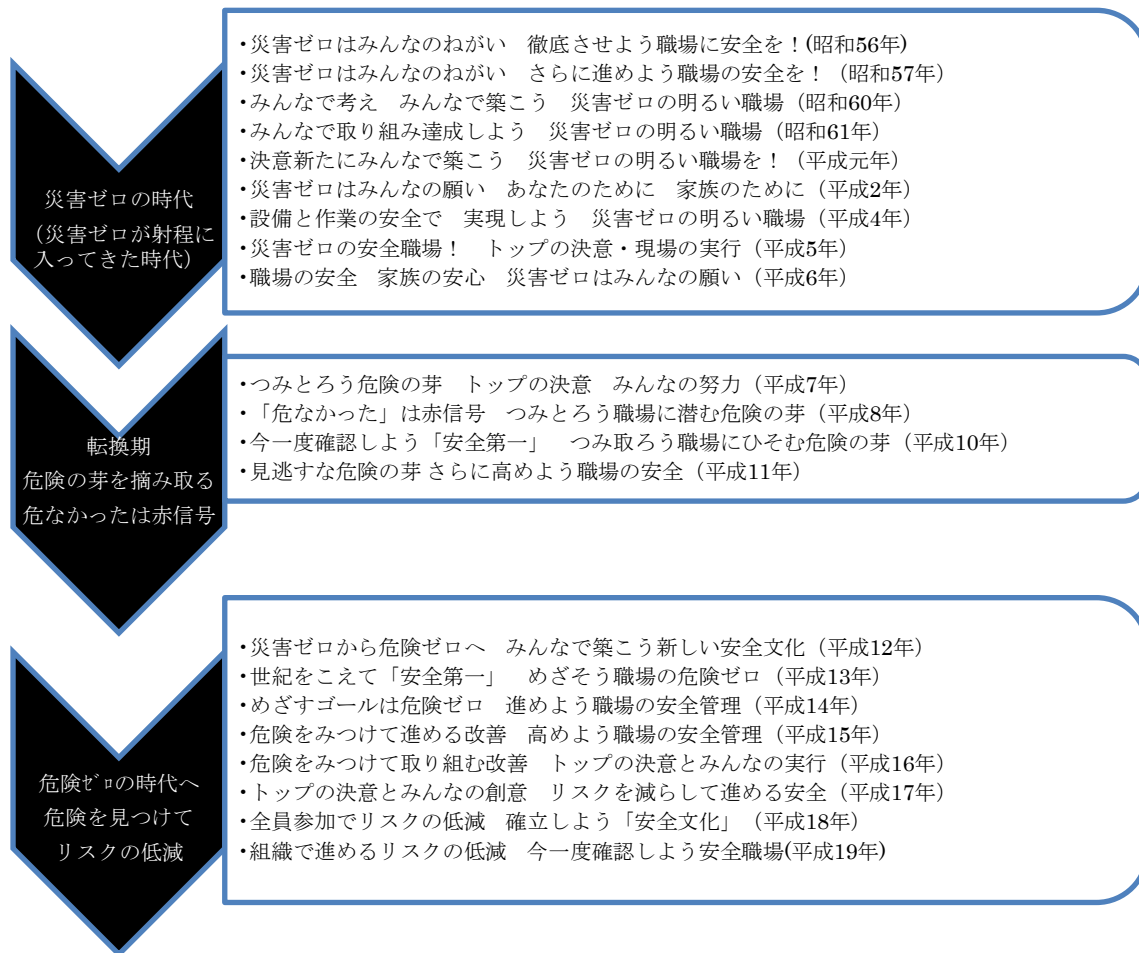 災害ゼロの時代
（災害ゼロが射程に
入ってきた時代）
・災害ゼロはみんなのねがい　徹底させよう職場に安全を！(昭和56年)
・災害ゼロはみんなのねがい　さらに進めよう職場の安全を！（昭和57年）
・みんなで考え　みんなで築こう　災害ゼロの明るい職場（昭和60年）
・みんなで取り組み達成しよう　災害ゼロの明るい職場（昭和61年）
・決意新たにみんなで築こう　災害ゼロの明るい職場を！（平成元年）
・災害ゼロはみんなの願い　あなたのために　家族のために（平成2年）
・設備と作業の安全で　実現しよう　災害ゼロの明るい職場（平成4年）
・災害ゼロの安全職場！　トップの決意・現場の実行（平成5年）
・職場の安全　家族の安心　災害ゼロはみんなの願い（平成6年）
転換期
危険の芽を摘み取る
危なかったは赤信号
・つみとろう危険の芽　トップの決意　みんなの努力（平成7年）
・「危なかった」は赤信号　つみとろう職場に潜む危険の芽（平成8年）
・今一度確認しよう「安全第一」　つみ取ろう職場にひそむ危険の芽（平成10年）
・見逃すな危険の芽 さらに高めよう職場の安全（平成11年）
危険ｾﾞﾛの時代へ
危険を見つけて
リスクの低減
・災害ゼロから危険ゼロへ　みんなで築こう新しい安全文化（平成12年）
・世紀をこえて「安全第一」　めざそう職場の危険ゼロ（平成13年）
・めざすゴールは危険ゼロ　進めよう職場の安全管理（平成14年）
・危険をみつけて進める改善　高めよう職場の安全管理（平成15年）
・危険をみつけて取り組む改善　トップの決意とみんなの実行（平成16年）
・トップの決意とみんなの創意　リスクを減らして進める安全（平成17年）
・全員参加でリスクの低減　確立しよう「安全文化」（平成18年）
・組織で進めるリスクの低減　今一度確認しよう安全職場(平成19年)